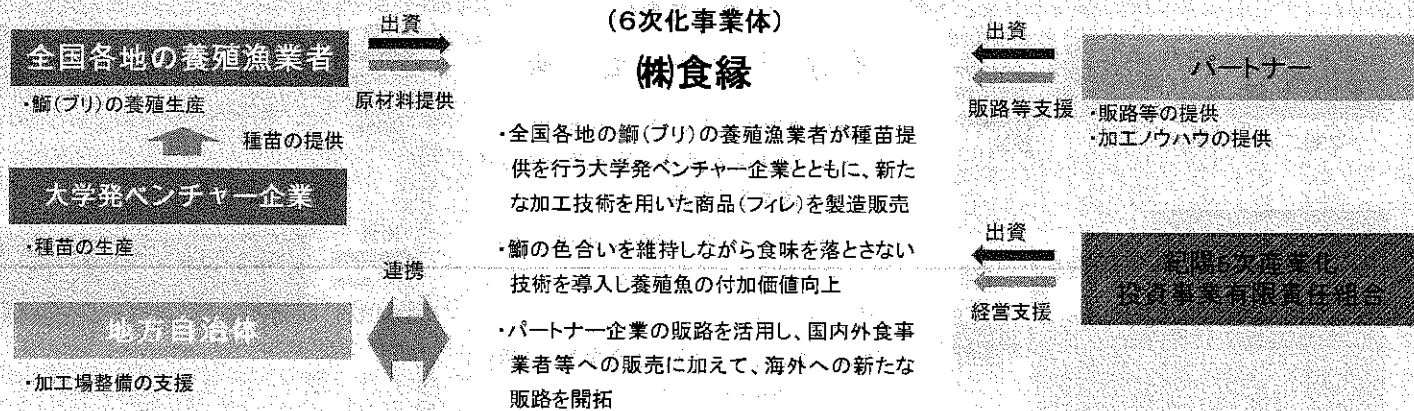 全国各地の養殖漁業者
・鰤(ブリ)の養殖生産
種苗の提供
大学発ベンチャー企業
・種苗の生産
地方自治体
・加工場整備の支援
出資
原材料提供
連携
(6次化事業体)
㈱食縁
・全国各地の鰤(ブリ)の養殖漁業者が種苗提
供を行う大学発ベンチャー企業とともに、新た
な加工技術を用いた商品(フィレ)を製造販売
・鰤の色合いを維持しながら食味を落とさない
技術を導入し養殖魚の付加価値向上
・パートナー企業の販路を活用し、国内外食事
業者等への販売に加えて、海外への新たな
販路を開拓
出資
販路等支援
パートナー
・販路等の提供
・加工ノウハウの提供
出資
経営支援
紀陽6次産業化
投資事業有限責任組合